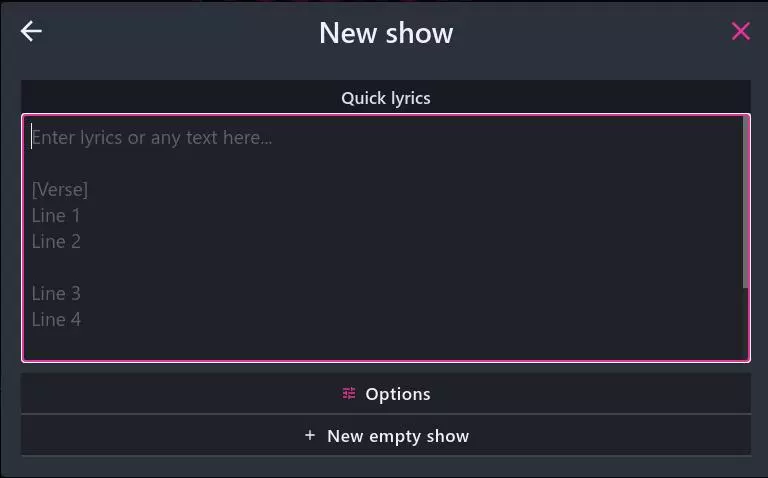 New show
Quick lyrics
Enter lyrics or any text here...
[Verse]
Line 1
Line 2
Line 3
Line 4
Options
+ New empty show